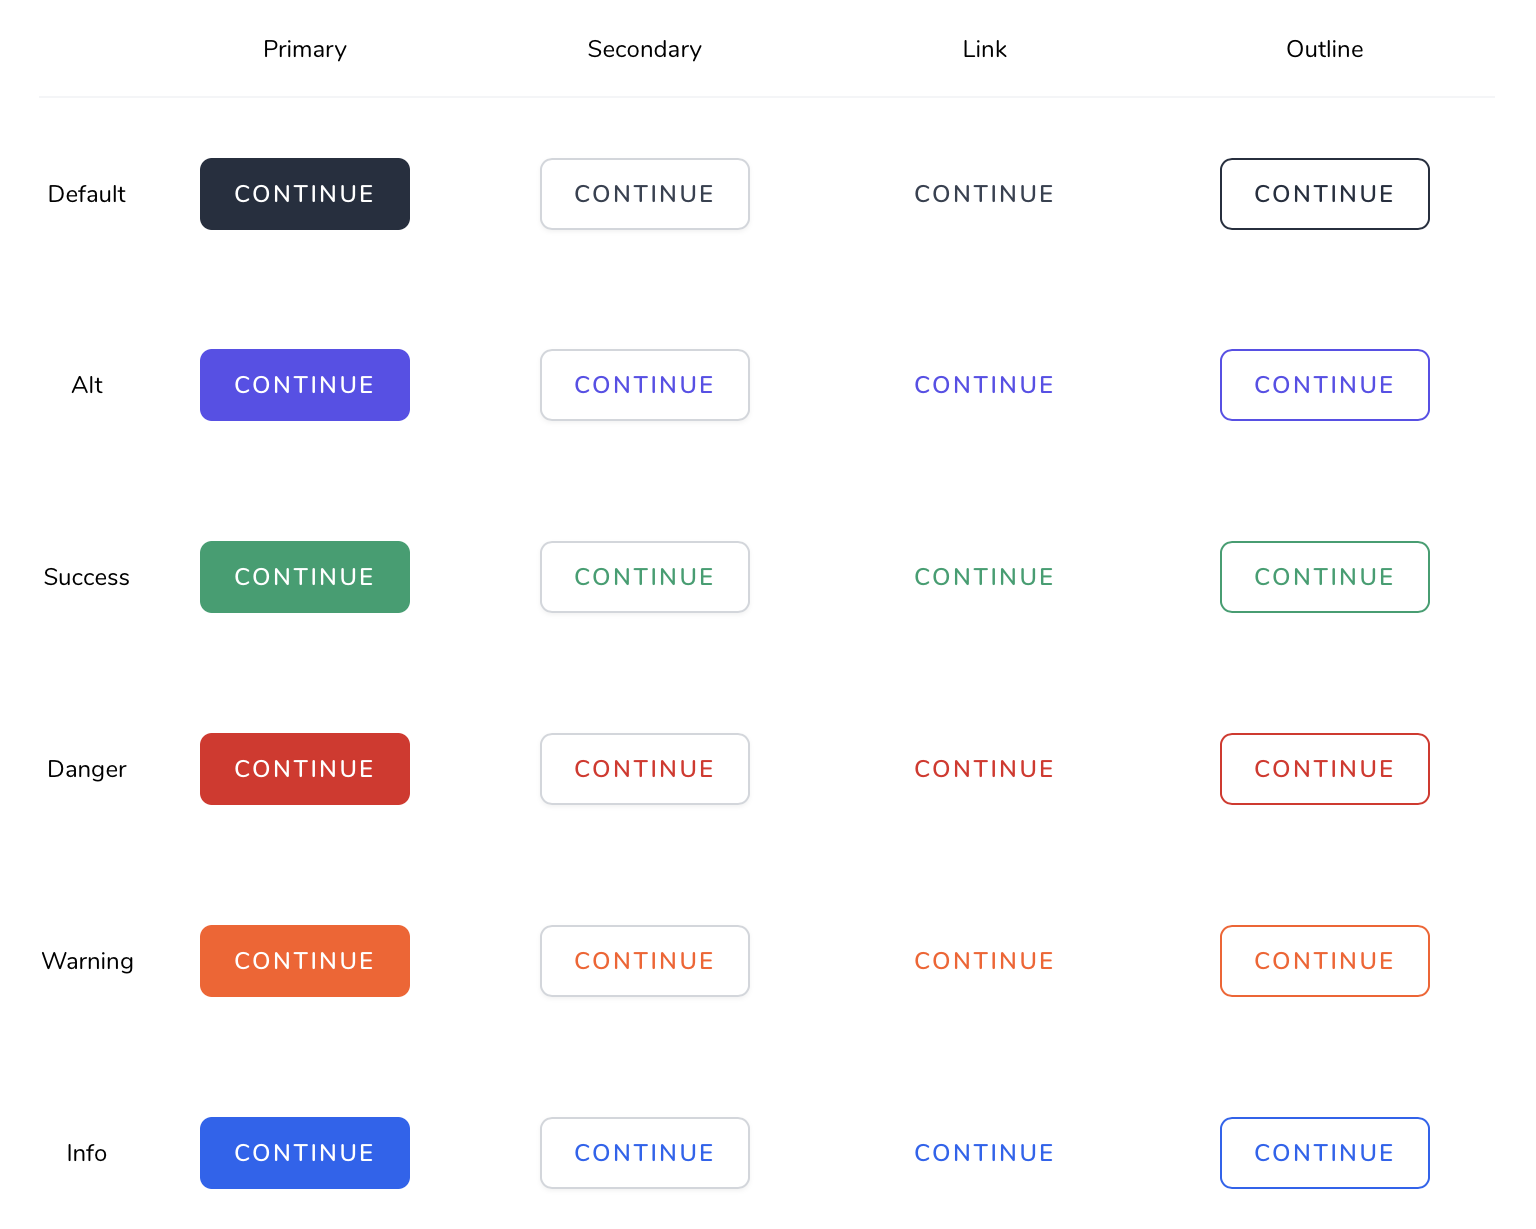 Primary Secondary Link Outline
Default CONTINUE CONTINUE CONTINUE CONTINUE
Alt CONTINUE CONTINUE CONTINUE CONTINUE
Success CONTINUE CONTINUE CONTINUE CONTINUE
Danger CONTINUE CONTINUE CONTINUE CONTINUE
Warning CONTINUE CONTINUE CONTINUE CONTINUE
Info CONTINUE CONTINUE CONTINUE CONTINUE